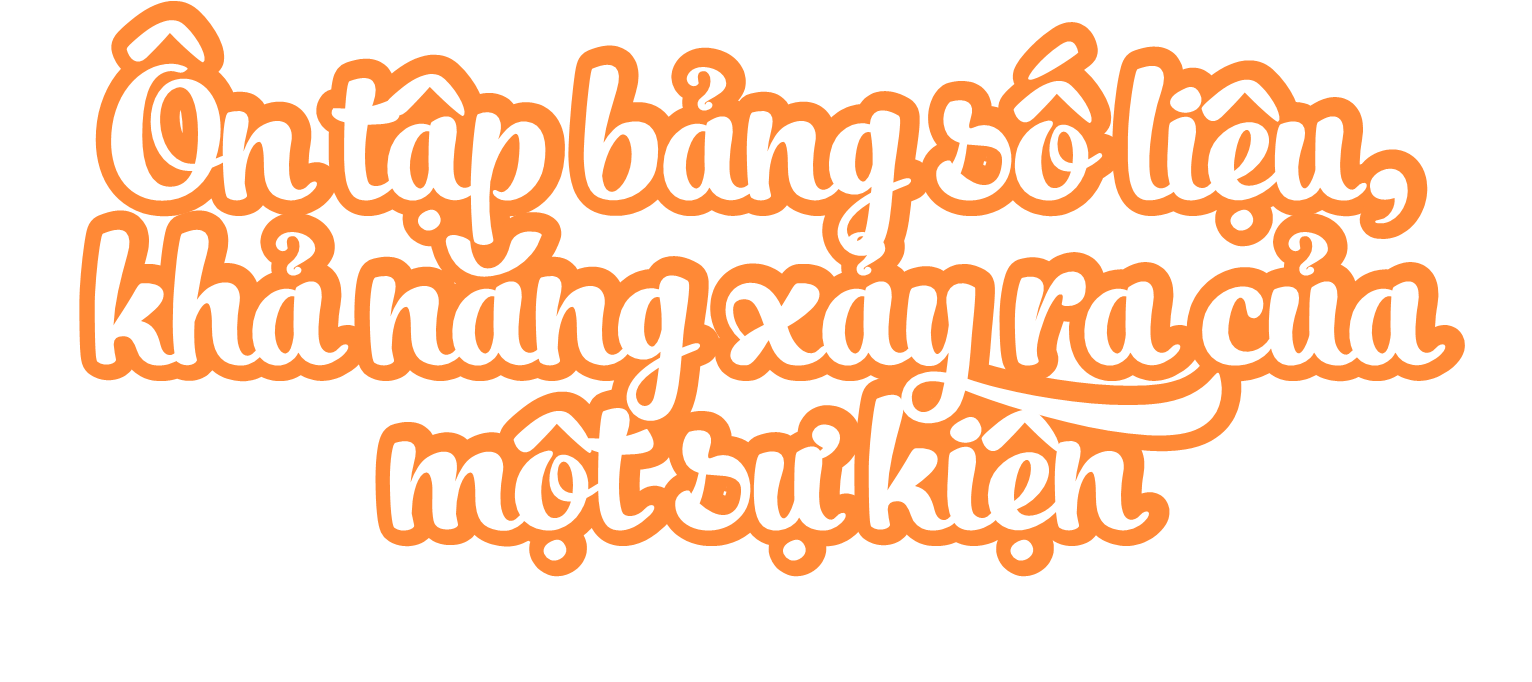 Ôn tập bảng số liệu,
khả năng xảy ra của
một sự kiện